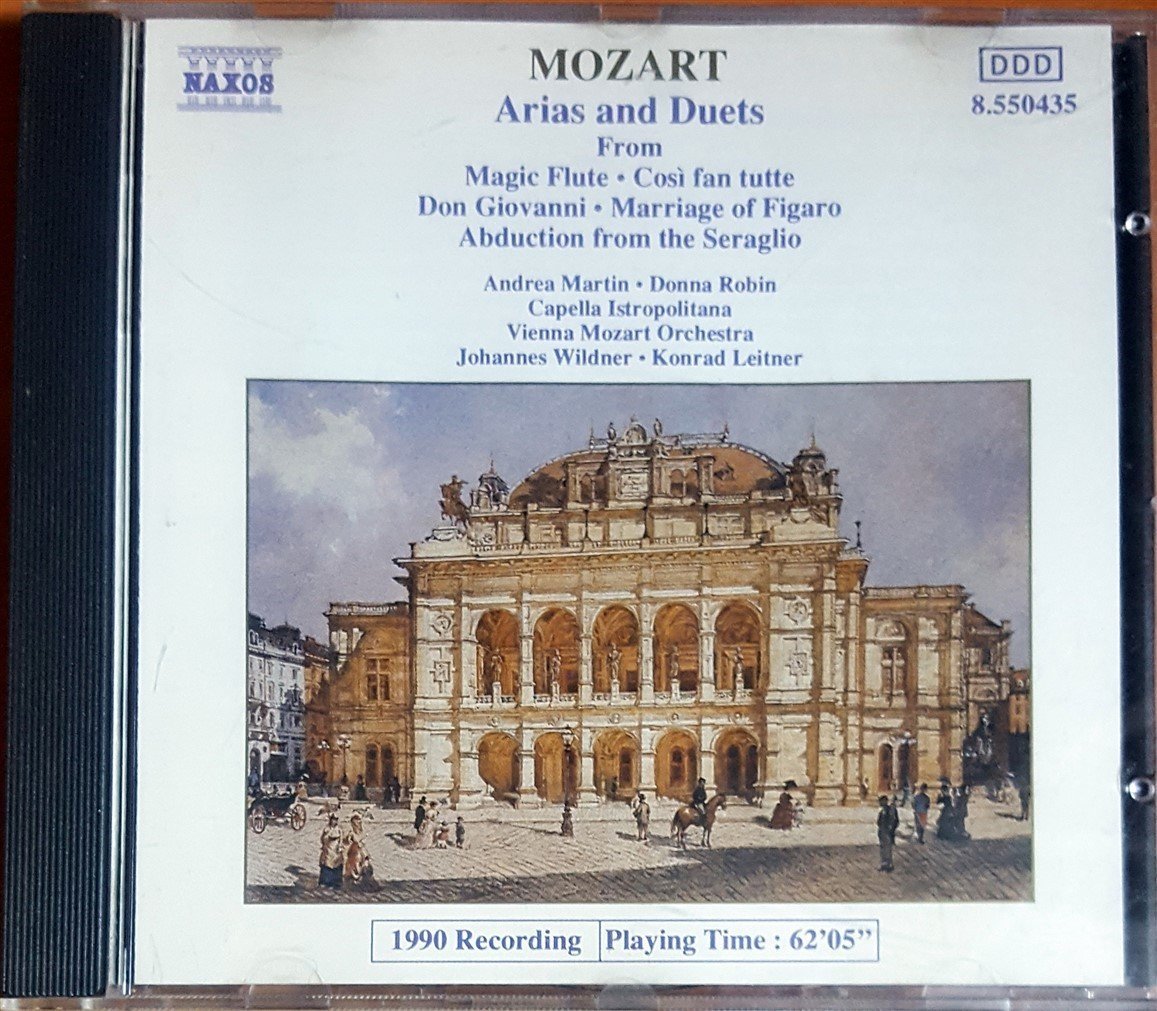 NAXOS
MOZART
DDD
8.550435
Arias and Duets
From
Magic Flute • Così fan tutte
Don Giovanni • Marriage of Figaro
Abduction from the Seraglio
Andrea Martin • Donna Robin
Capella Istropolitana
Vienna Mozart Orchestra
Johannes Wildner • Konrad Leitner
1990 Recording
Playing Time : 62'05"